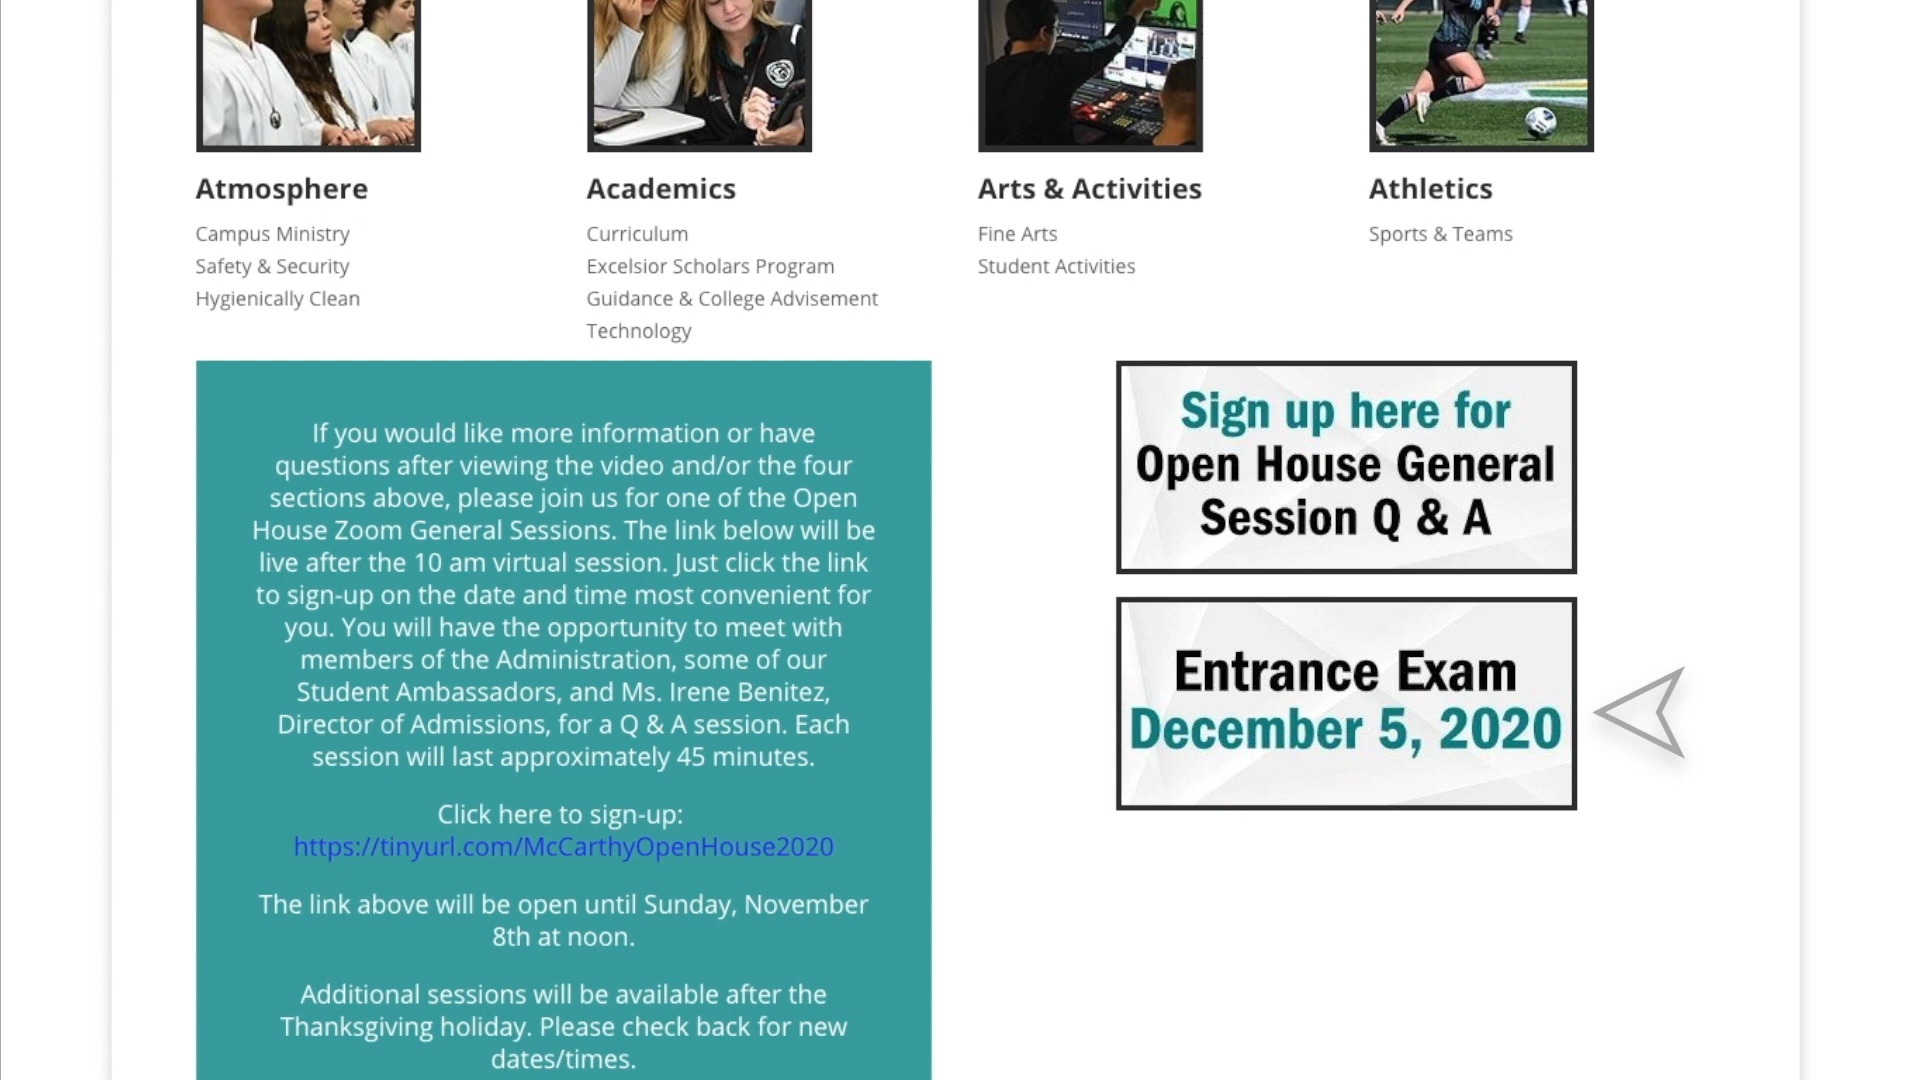 Atmosphere
Campus Ministry
Safety & Security
Hygienically Clean
Academics
Curriculum
Excelsior Scholars Program
Guidance & College Advisement
Technology
Arts & Activities
Fine Arts
Student Activities
Athletics
Sports & Teams
If you would like more information or have
questions after viewing the video and/or the four
sections above, please join us for one of the Open
House Zoom General Sessions. The link below will be
live after the 10 am virtual session. Just click the link
to sign-up on the date and time most convenient for
you. You will have the opportunity to meet with
members of the Administration, some of our
Student Ambassadors, and Ms. Irene Benitez,
Director of Admissions, for a Q & A session. Each
session will last approximately 45 minutes.
Click here to sign-up:
https://tinyurl.com/McCarthyOpenHouse2020
The link above will be open until Sunday, November
8th at noon.
Additional sessions will be available after the
Thanksgiving holiday. Please check back for new
dates/times.
Sign up here for
Open House General
Session Q & A
Entrance Exam
December 5, 2020